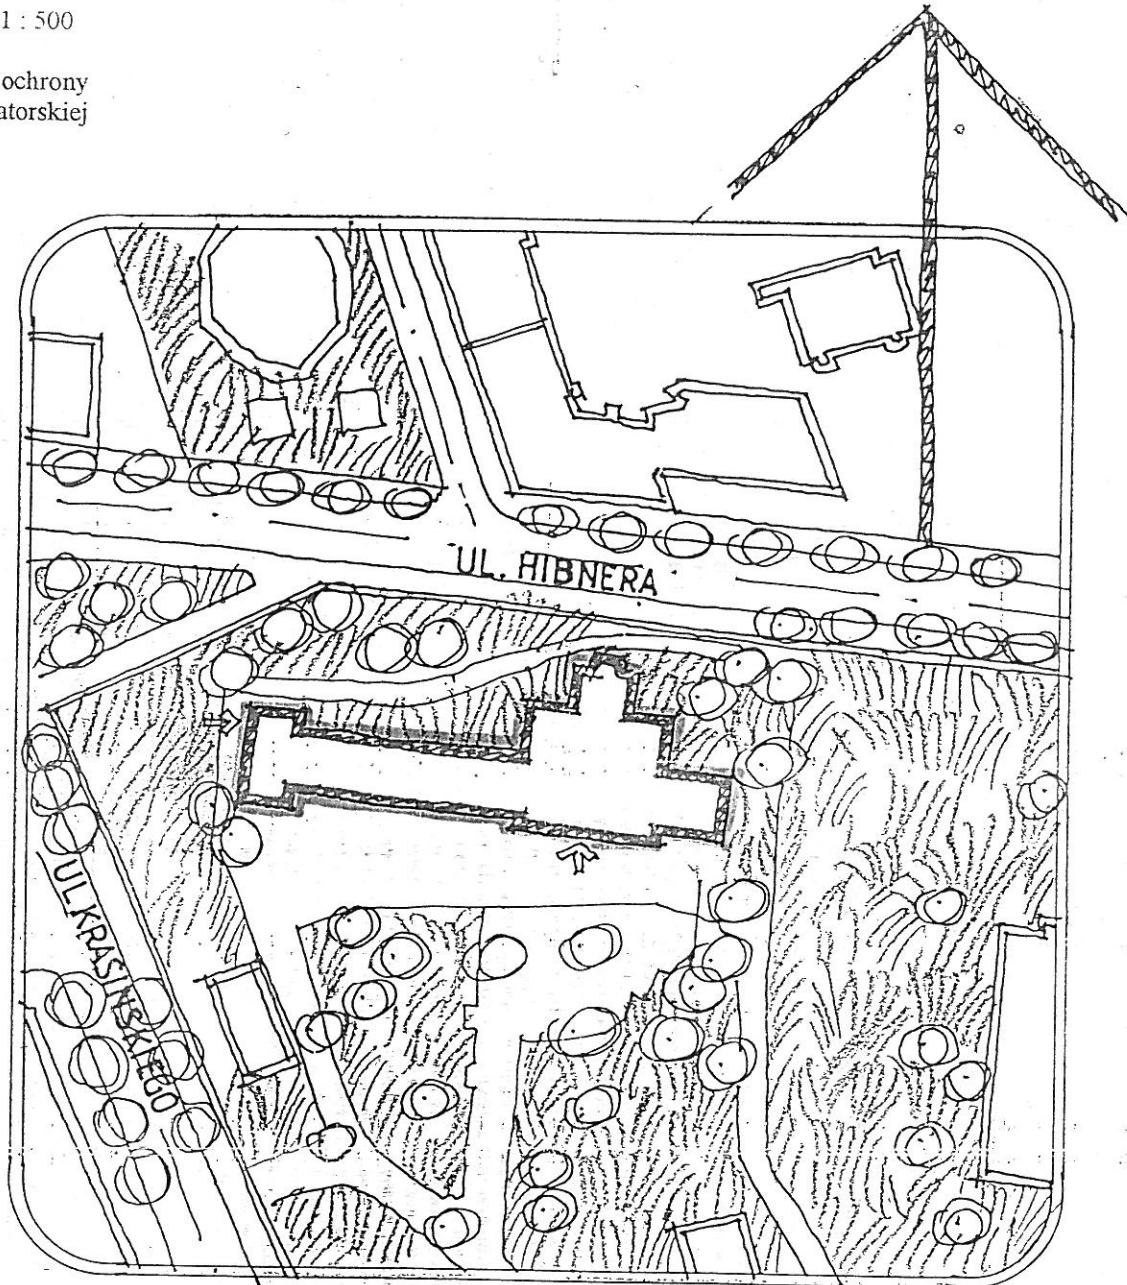 1 : 500
ochrony
atorskiej
UL. HIBNERA
UL KRASIŃSKIEGO